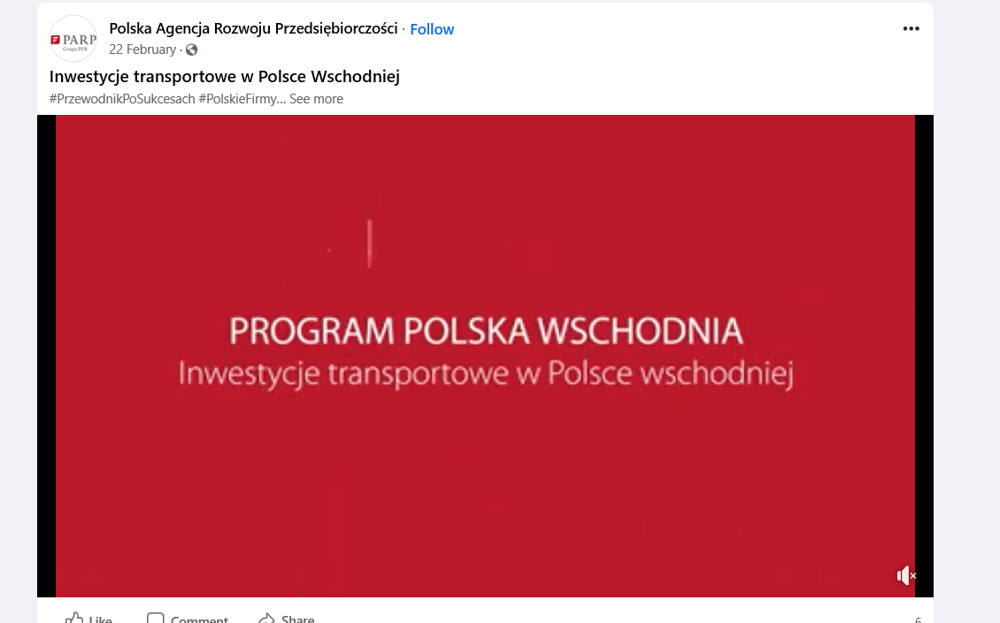 PARP
Grupa PFR
Polska Agencja Rozwoju Przedsiębiorczości · Follow
22 February ·
Inwestycje transportowe w Polsce Wschodniej
#PrzewodnikPoSukcesach #PolskieFirmy... See more
PROGRAM POLSKA WSCHODNIA
Inwestycje transportowe w Polsce wschodniej
Like Comment Share 6